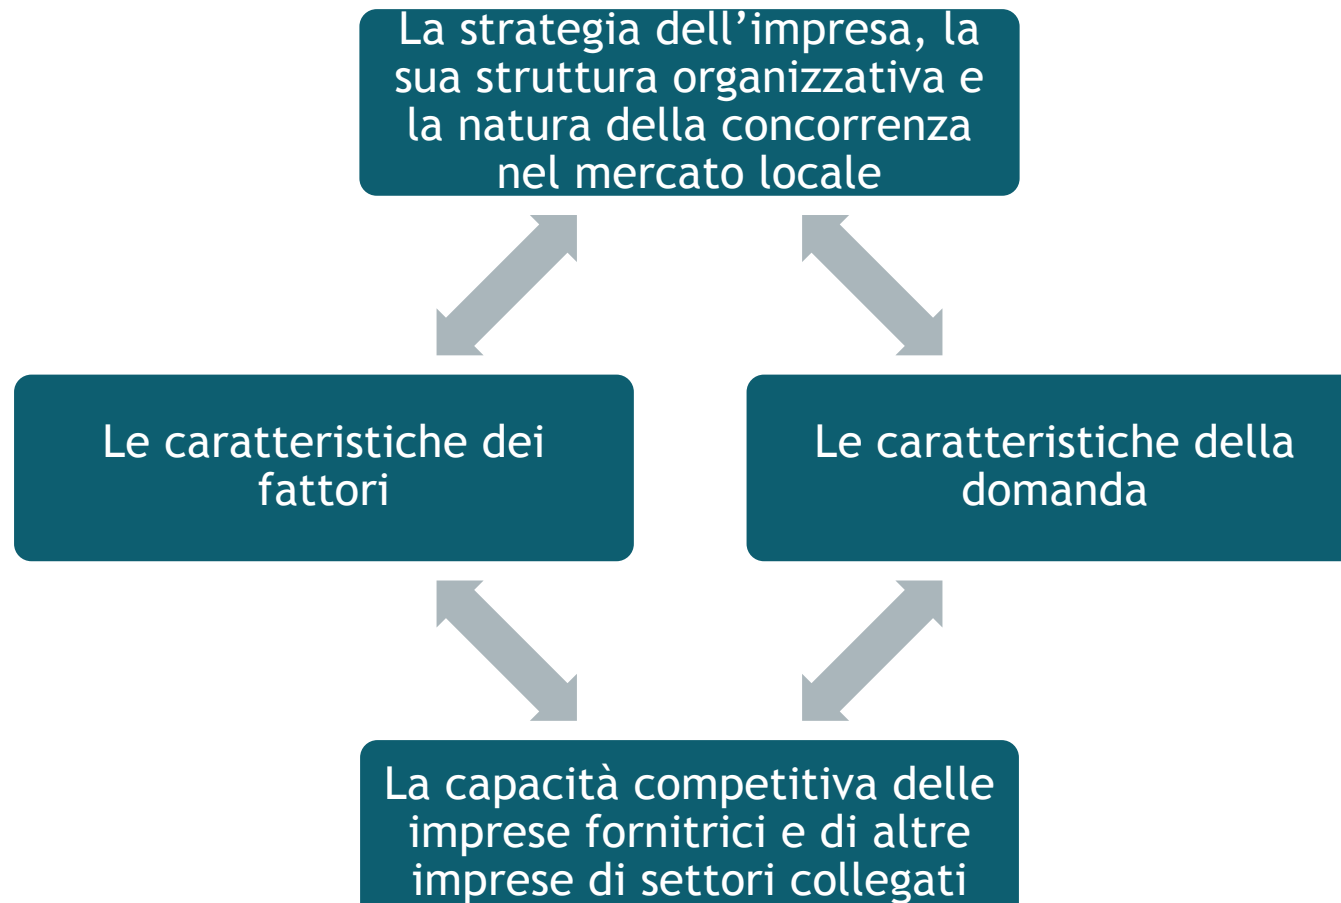 La strategia dell’impresa, la
sua struttura organizzativa e
la natura della concorrenza
nel mercato locale
Le caratteristiche dei
fattori
Le caratteristiche della
domanda
La capacità competitiva delle
imprese fornitrici e di altre
imprese di settori collegati